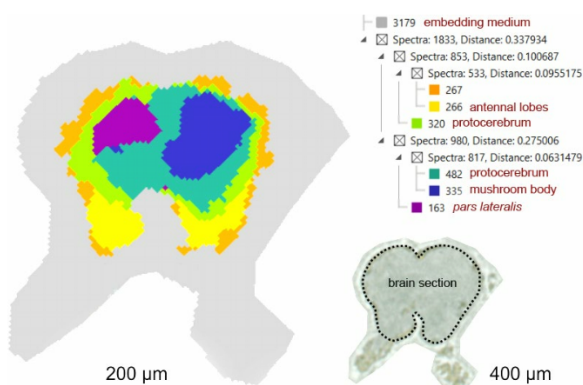 3179 embedding medium
Spectra: 1833, Distance: 0.337934
Spectra: 853, Distance: 0.100687
Spectra: 533, Distance: 0.0955175
267
266 antennal lobes
320 protocerebrum
Spectra: 980, Distance: 0.275006
Spectra: 817, Distance: 0.0631479
482 protocerebrum
335 mushroom body
163 pars lateralis
brain section
200 µm
400 µm